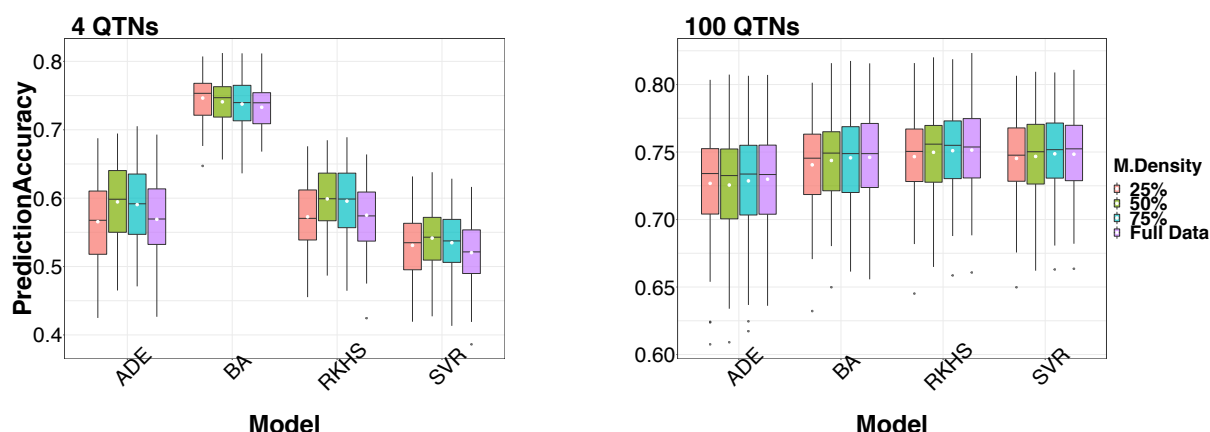 4 QTNs
PredictionAccuracy
0.8
0.7
0.6
0.5
0.4
ADE
BA
RKHS
SVR
Model
100 QTNs
0.80
0.75
0.70
0.65
0.60
ADE
BA
RKHS
SVR
Model
M.Density
25%
50%
75%
Full Data